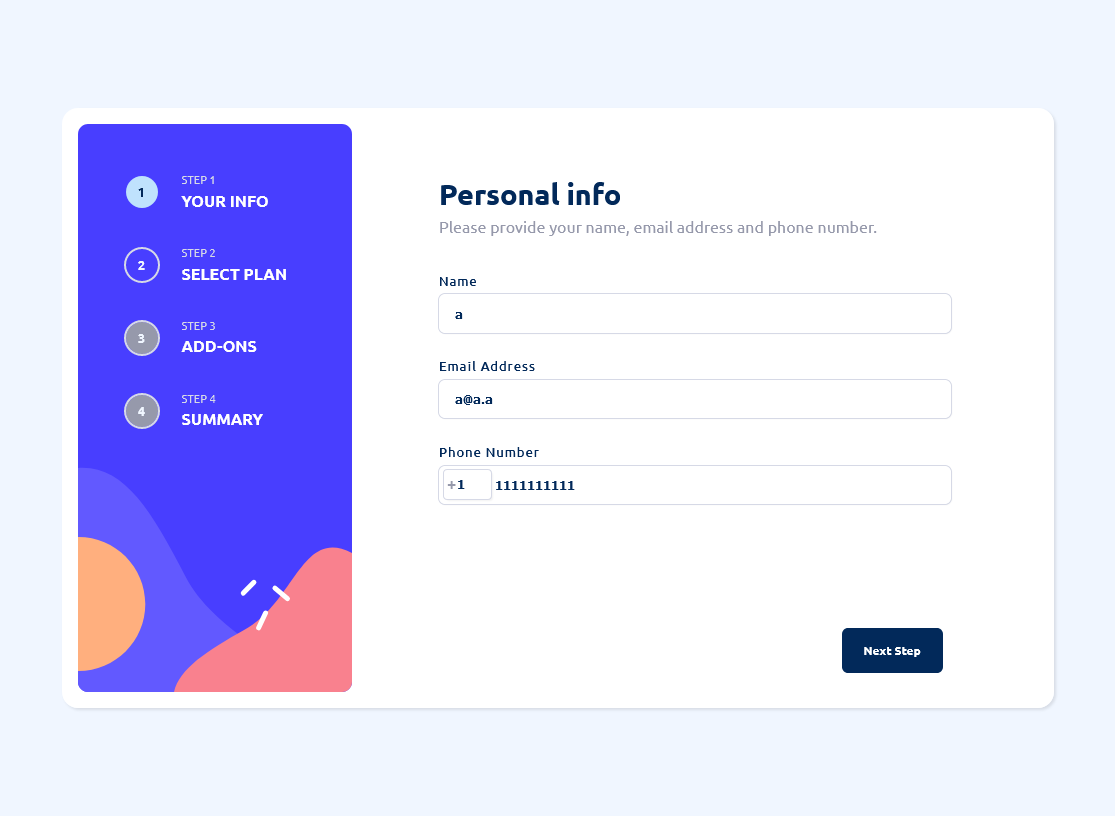 1
STEP 1
YOUR INFO
2
STEP 2
SELECT PLAN
3
STEP 3
ADD-ONS
4
STEP 4
SUMMARY
Personal info
Please provide your name, email address and phone number.
Name
a
Email Address
a@a.a
Phone Number
+1 1111111111
Next Step